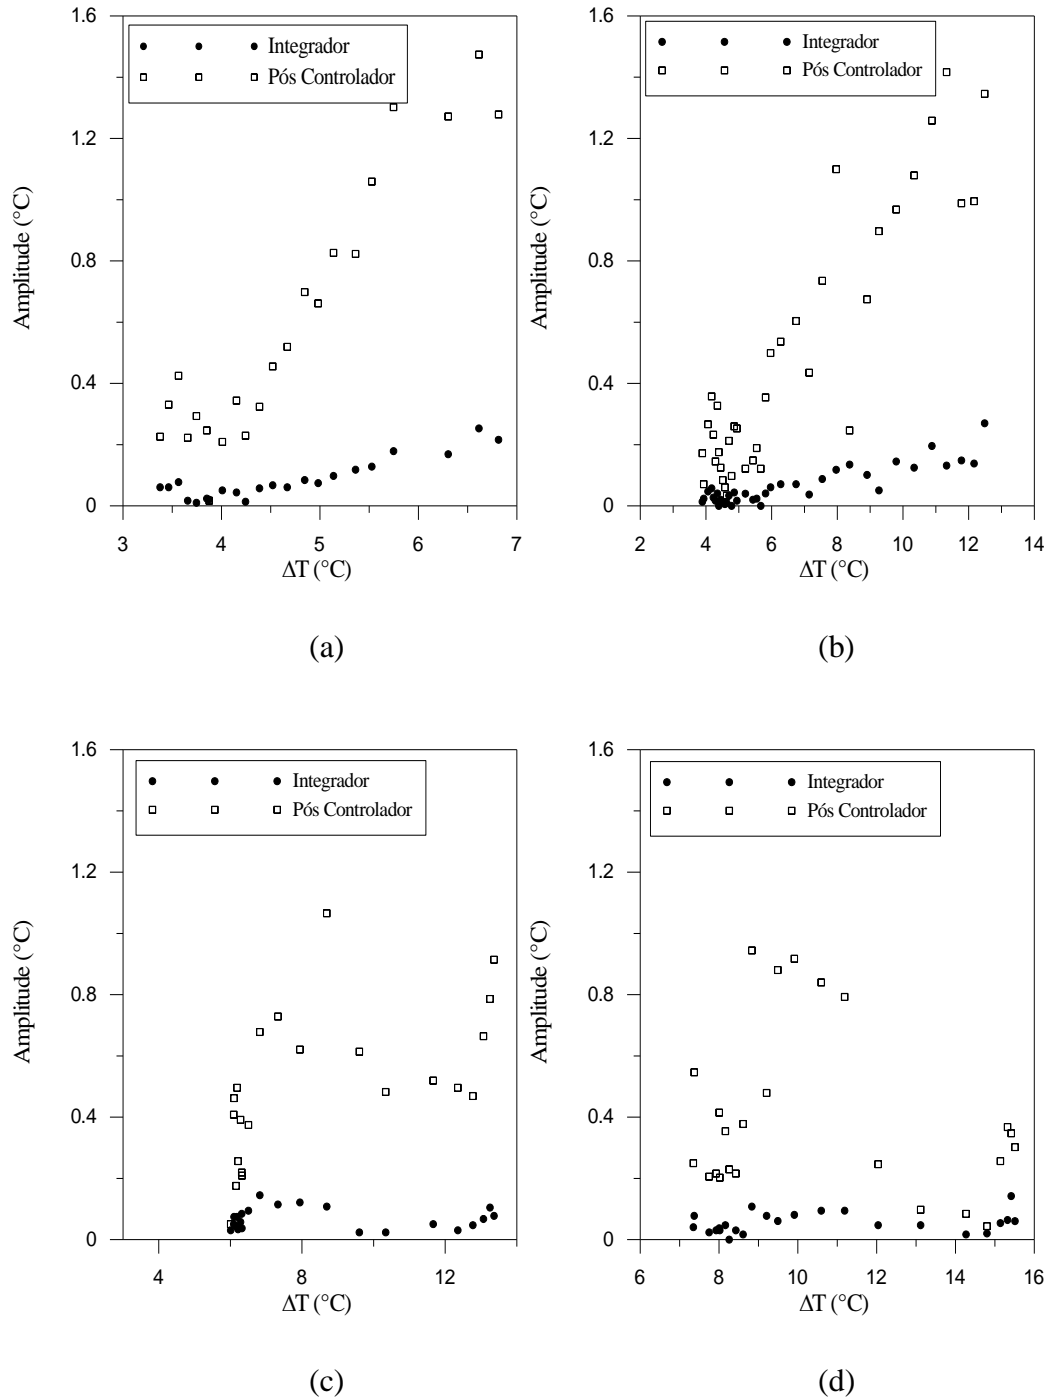 1.6
1.2
0.8
0.4
0
Amplitude (°C)
Integrador
Pós Controlador
3 4 5 6 7
ΔT (°C)
(a)
1.6
1.2
0.8
0.4
0
Amplitude (°C)
Integrador
Pós Controlador
2 4 6 8 10 12 14
ΔT (°C)
(b)
1.6
1.2
0.8
0.4
0
Amplitude (°C)
Integrador
Pós Controlador
4 8 12
ΔT (°C)
(c)
1.6
1.2
0.8
0.4
0
Amplitude (°C)
Integrador
Pós Controlador
6 8 10 12 14 16
ΔT (°C)
(d)